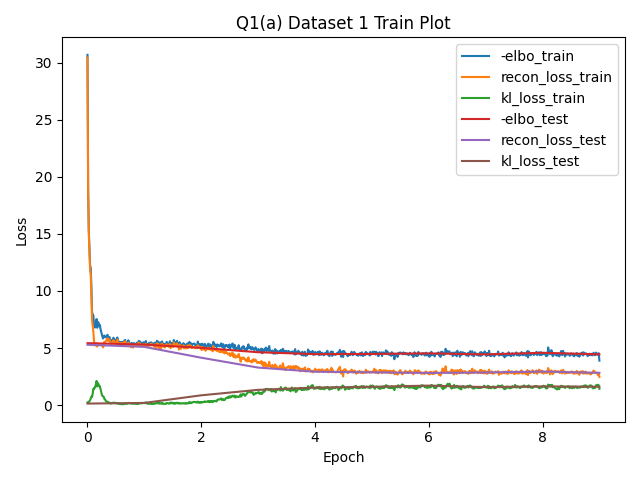 Q1(a) Dataset 1 Train Plot
-elbo_train
recon_loss_train
kl_loss_train
-elbo_test
recon_loss_test
kl_loss_test
30
25
20
15
10
5
0
Loss
0 2 4 6 8
Epoch